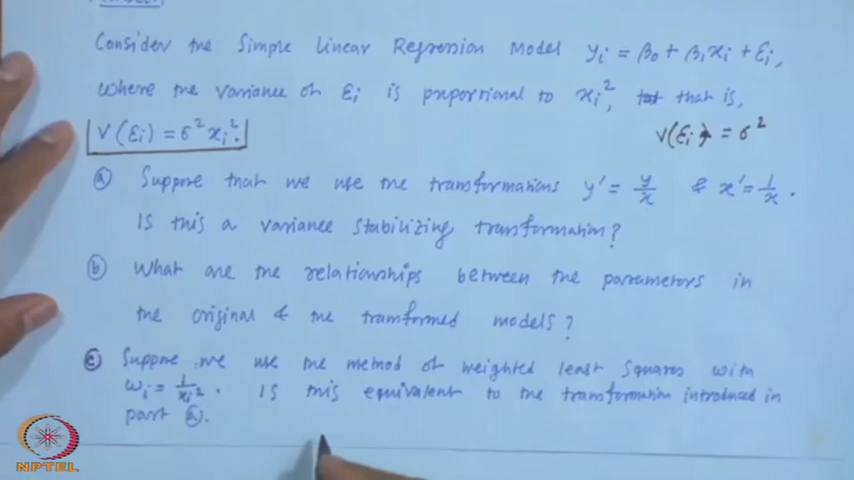 Consider the Simple Linear Regression Model yᵢ = β₀ + β₁xᵢ + εᵢ,
where the variance of εᵢ is proportional to xᵢ², that is,
V(εᵢ) = σ² xᵢ².
V(εᵢ) = σ²
ⓐ Suppose that we use the transformations y′ = y/x & x′ = 1/x.
Is this a variance stabilizing transformation?
ⓑ What are the relationships between the parameters in
the original & the transformed models?
ⓒ Suppose we use the method of weighted least squares with
ωᵢ = 1/xᵢ². Is this equivalent to the transformation introduced in
part ⓐ.
NPTEL